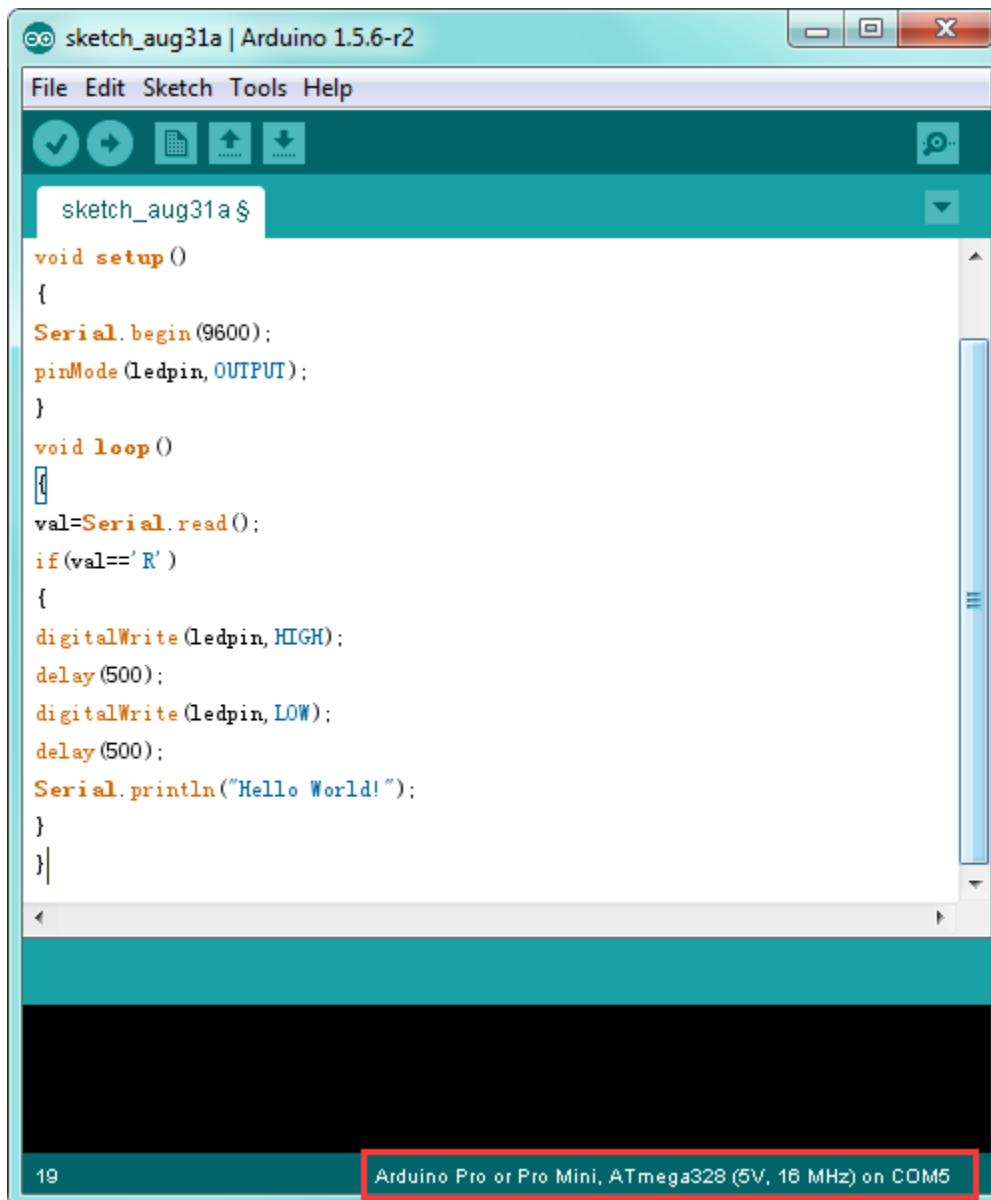 sketch_aug31a | Arduino 1.5.6-r2
File Edit Sketch Tools Help
sketch_aug31a §
void setup()
{
Serial.begin(9600);
pinMode(ledpin,OUTPUT);
}
void loop()
{
val=Serial.read();
if(val=='R')
{
digitalWrite(ledpin,HIGH);
delay(500);
digitalWrite(ledpin,LOW);
delay(500);
Serial.println("Hello World!");
}
}
19
Arduino Pro or Pro Mini, ATmega328 (5V, 16 MHz) on COM5